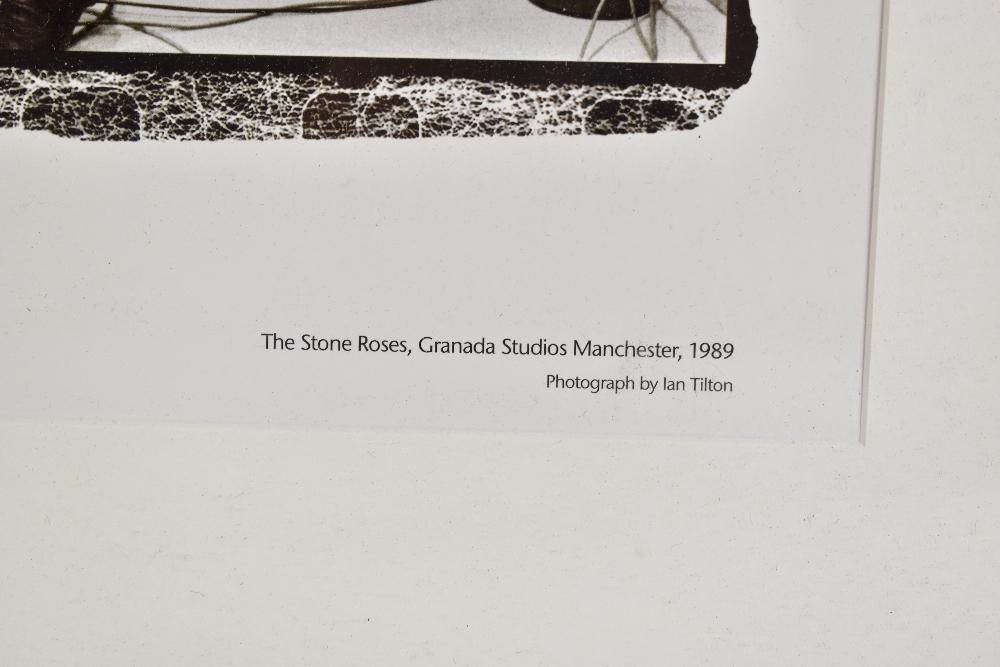 The Stone Roses, Granada Studios Manchester, 1989
Photograph by Ian Tilton